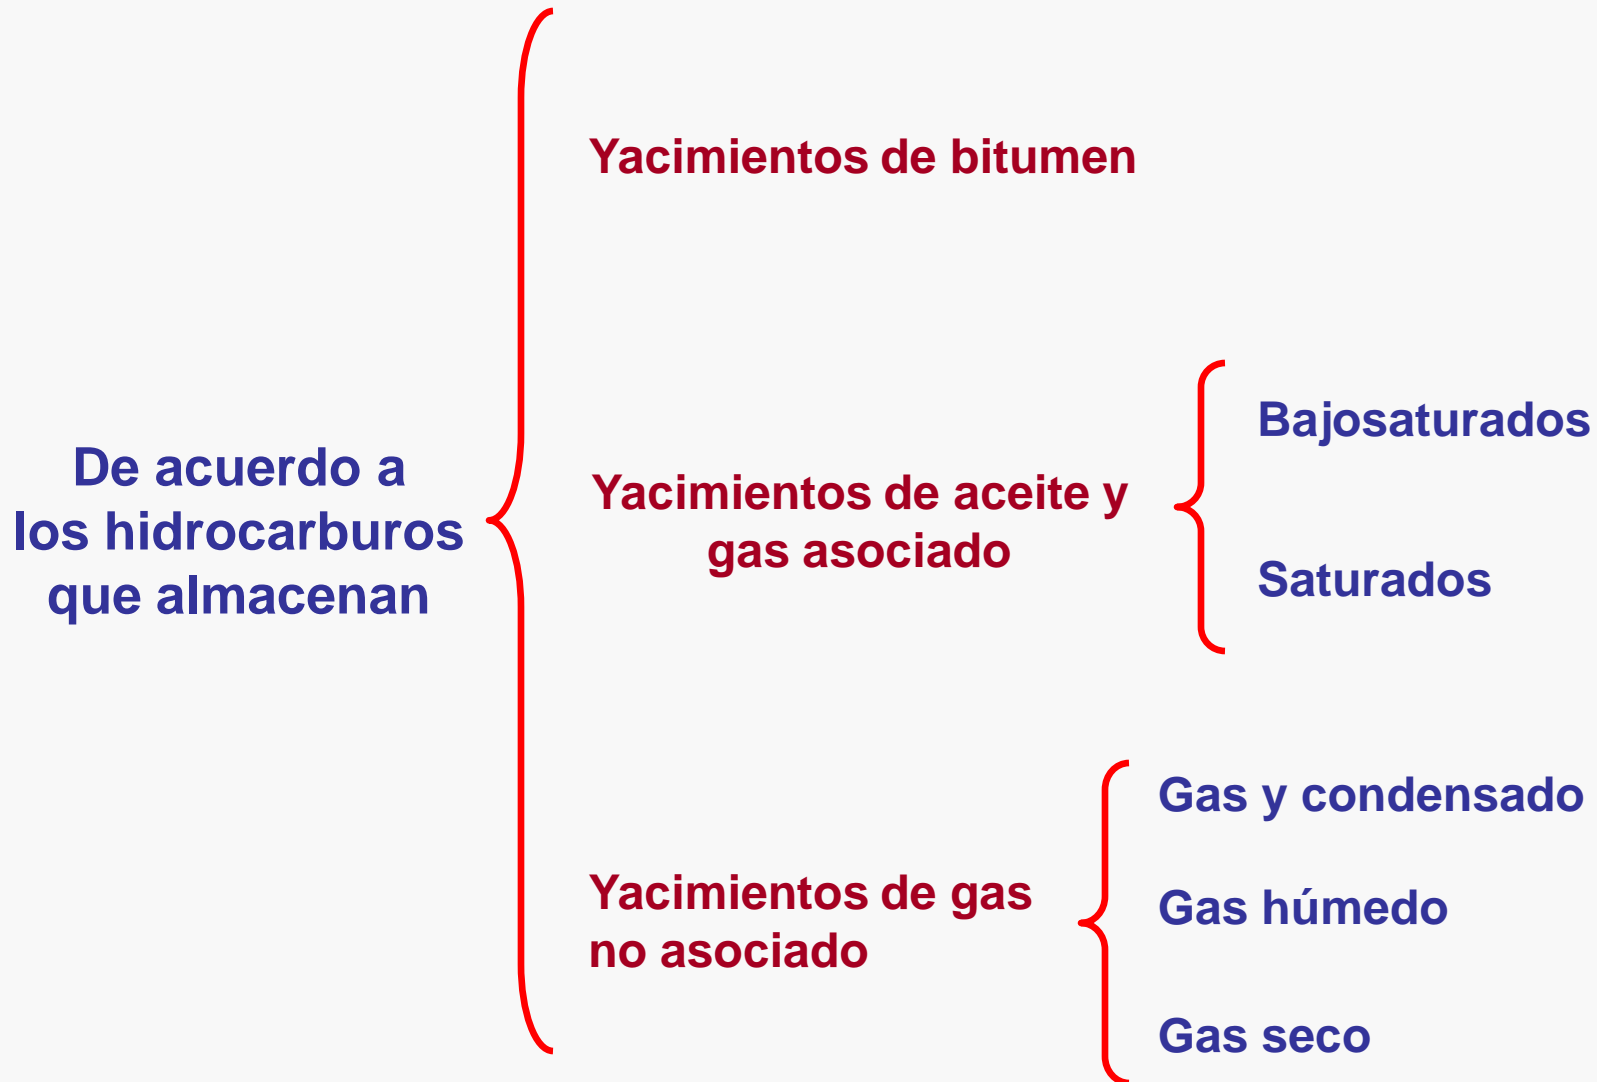 De acuerdo a
los hidrocarburos
que almacenan
Yacimientos de bitumen
Yacimientos de aceite y
gas asociado
Bajosaturados
Saturados
Yacimientos de gas
no asociado
Gas y condensado
Gas húmedo
Gas seco